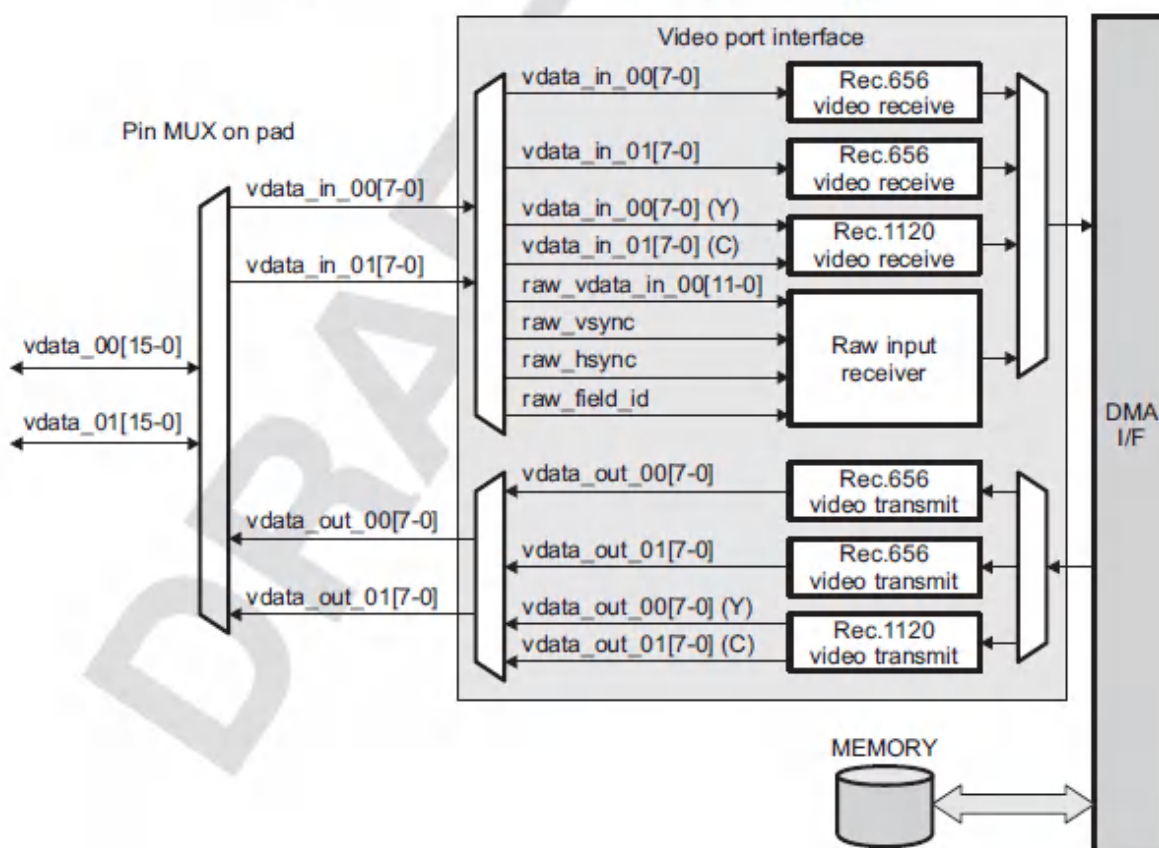 Video port interface
Pin MUX on pad
vdata_in_00[7-0]
Rec.656
video receive
vdata_in_01[7-0]
Rec.656
video receive
vdata_in_00[7-0]
vdata_in_01[7-0]
vdata_in_00[7-0] (Y)
vdata_in_01[7-0] (C)
Rec.1120
video receive
raw_vdata_in_00[11-0]
raw_vsync
raw_hsync
raw_field_id
Raw input
receiver
vdata_00[15-0]
vdata_01[15-0]
DMA
I/F
vdata_out_00[7-0]
Rec.656
video transmit
vdata_out_00[7-0]
vdata_out_01[7-0]
Rec.656
video transmit
vdata_out_01[7-0]
vdata_out_00[7-0] (Y)
vdata_out_01[7-0] (C)
Rec.1120
video transmit
MEMORY
DRAF